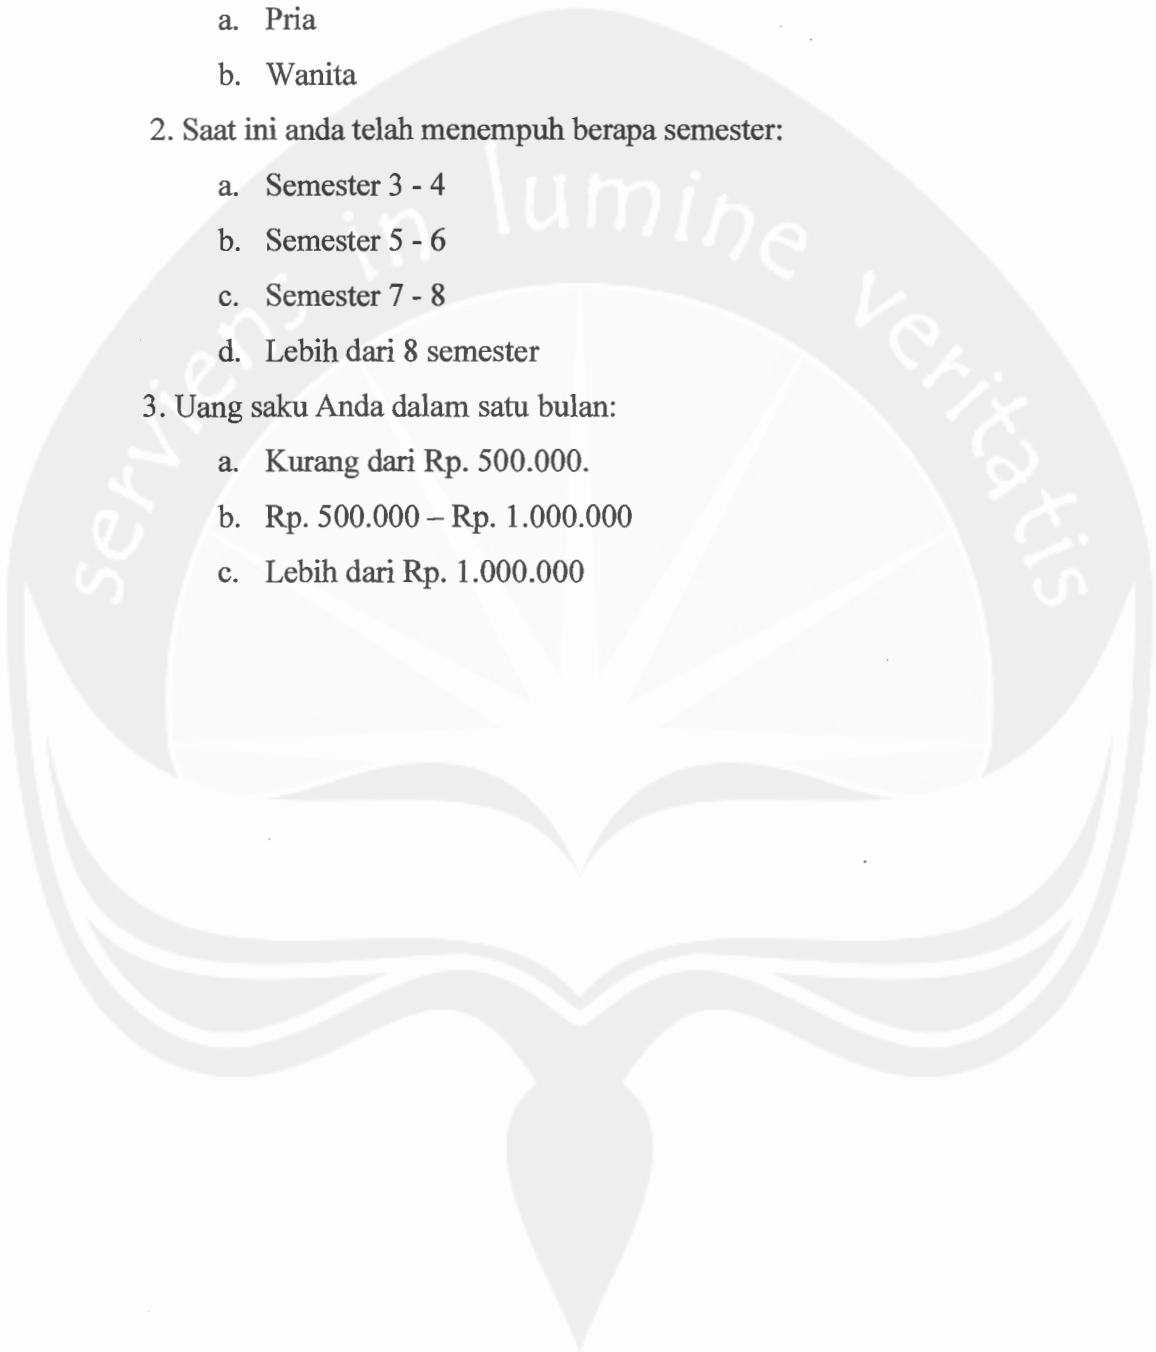 a. Pria
b. Wanita
2. Saat ini anda telah menempuh berapa semester:
a. Semester 3 - 4
b. Semester 5 - 6
c. Semester 7 - 8
d. Lebih dari 8 semester
3. Uang saku Anda dalam satu bulan:
a. Kurang dari Rp. 500.000.
b. Rp. 500.000 – Rp. 1.000.000
c. Lebih dari Rp. 1.000.000
serviens in lumine veritatis